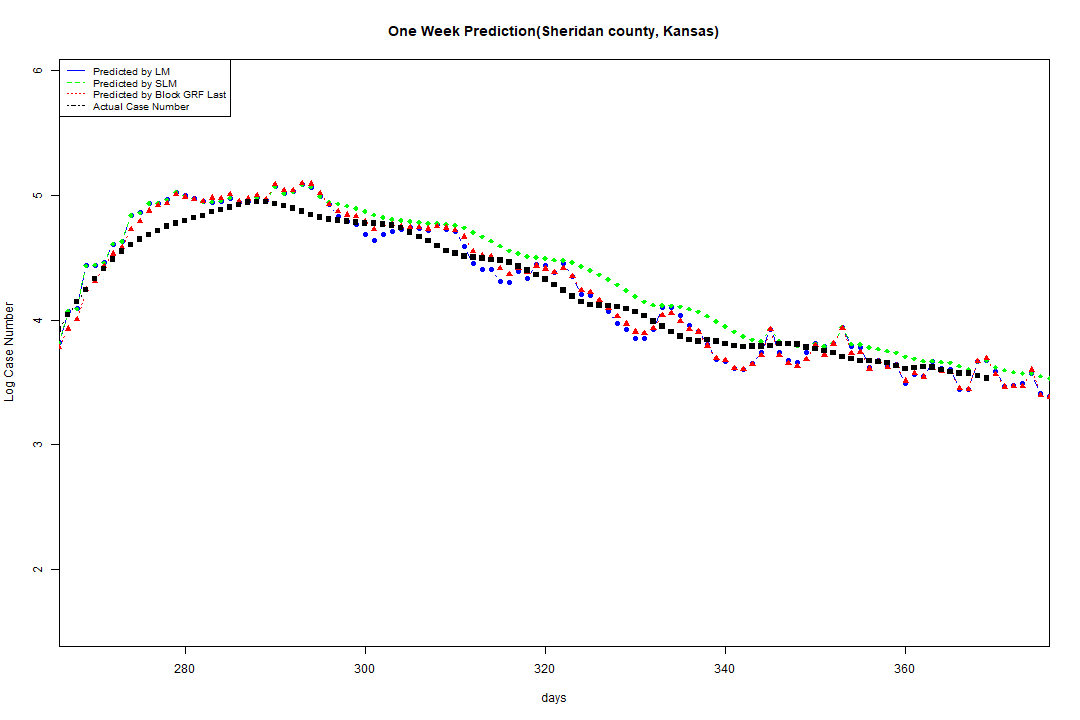 One Week Prediction(Sheridan county, Kansas)
Predicted by LM
Predicted by SLM
Predicted by Block GRF Last
Actual Case Number
6
5
4
3
2
Log Case Number
280 300 320 340 360
days